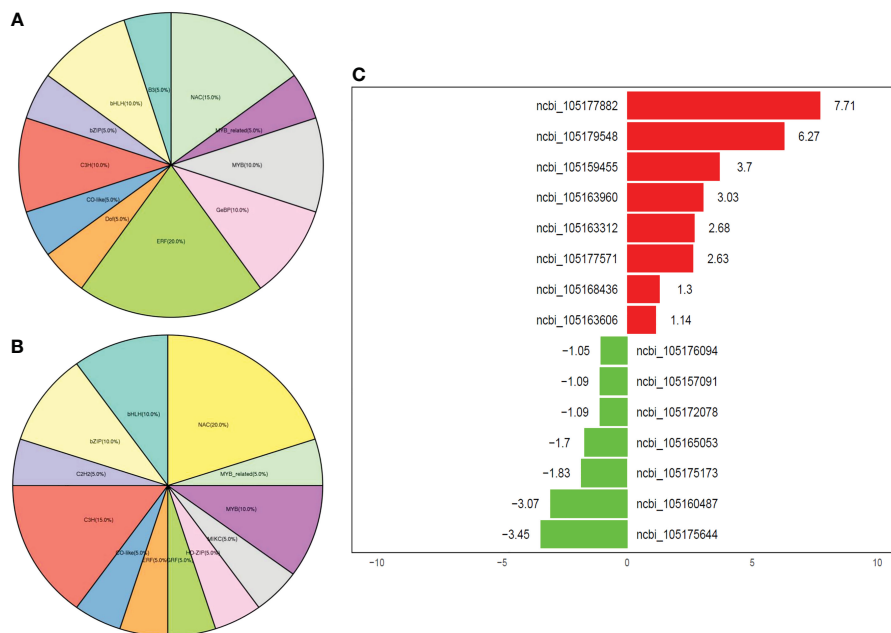 A
B3(5.0%)
NAC(15.0%)
bHLH(10.0%)
bZIP(5.0%)
MYB_related(5.0%)
C3H(10.0%)
MYB(10.0%)
CO-like(5.0%)
GeBP(10.0%)
Dof(5.0%)
ERF(20.0%)
B
bHLH(10.0%)
NAC(20.0%)
bZIP(10.0%)
C2H2(5.0%)
MYB_related(5.0%)
C3H(15.0%)
MYB(10.0%)
MIKC(5.0%)
CO-like(5.0%)
HD-ZIP(5.0%)
ERF(5.0%)
GRF(5.0%)
C
ncbi_105177882 7.71
ncbi_105179548 6.27
ncbi_105159455 3.7
ncbi_105163960 3.03
ncbi_105163312 2.68
ncbi_105177571 2.63
ncbi_105168436 1.3
ncbi_105163606 1.14
−1.05 ncbi_105176094
−1.09 ncbi_105157091
−1.09 ncbi_105172078
−1.7 ncbi_105165053
−1.83 ncbi_105175173
−3.07 ncbi_105160487
−3.45 ncbi_105175644
−10 −5 0 5 10